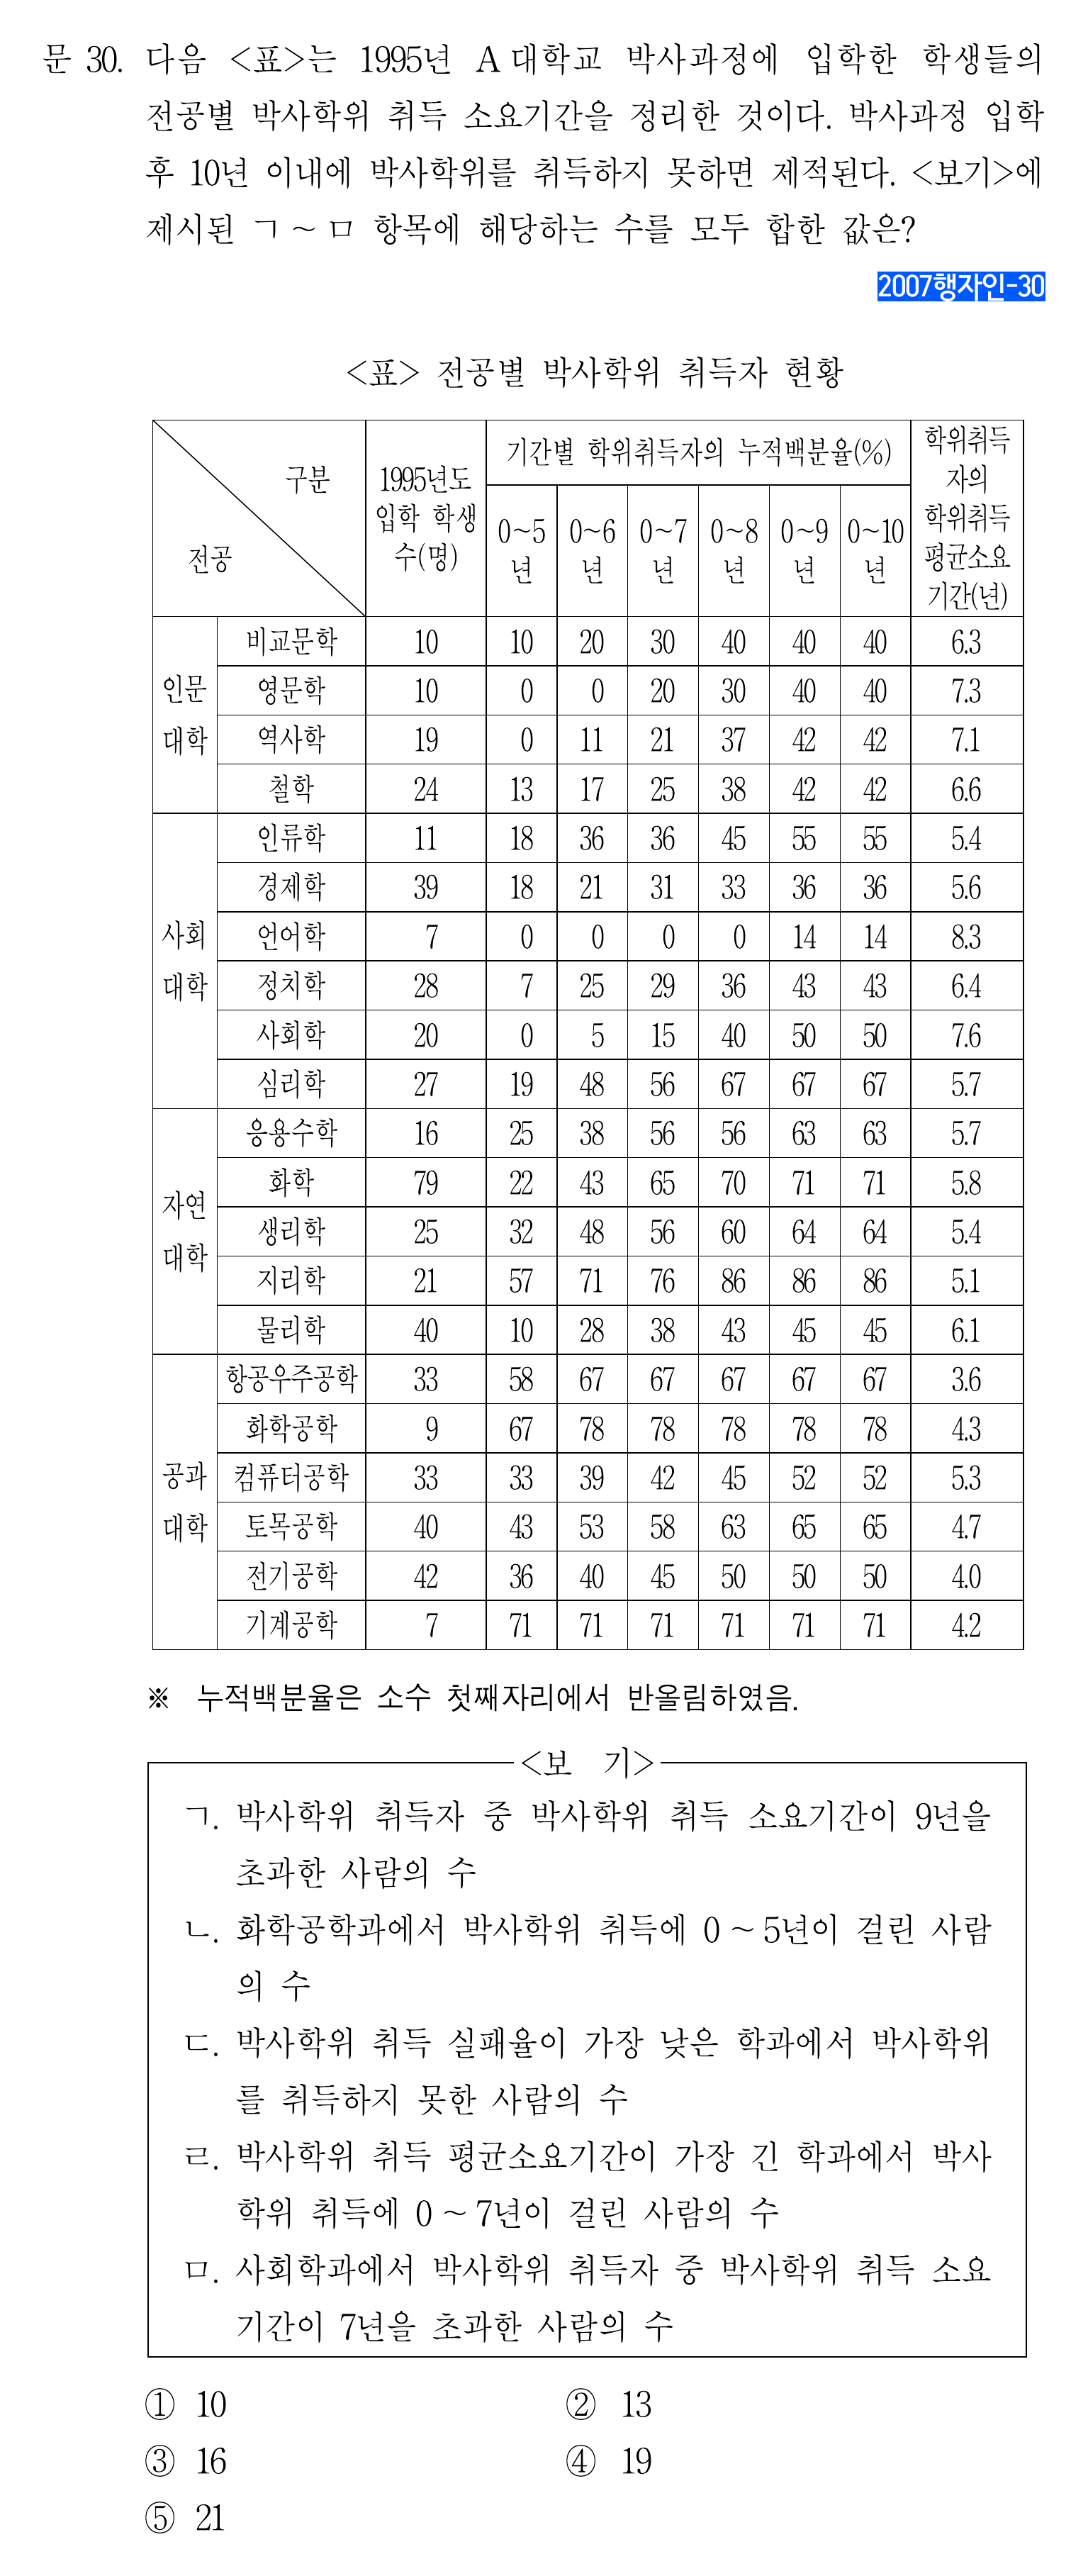 문 30. 다음 <표>는 1995년 A대학교 박사과정에 입학한 학생들의
전공별 박사학위 취득 소요기간을 정리한 것이다. 박사과정 입학
후 10년 이내에 박사학위를 취득하지 못하면 제적된다. <보기>에
제시된 ㄱ ~ ㅁ 항목에 해당하는 수를 모두 합한 값은?
2007행자인-30
<표> 전공별 박사학위 취득자 현황
구분
전공
1995년도
입학 학생
수(명)
기간별 학위취득자의 누적백분율(%)
0~5년 0~6년 0~7년 0~8년 0~9년 0~10년
학위취득
자의
학위취득
평균소요
기간(년)
인문대학
비교문학 10 10 20 30 40 40 40 6.3
영문학 10 0 0 20 30 40 40 7.3
역사학 19 0 11 21 37 42 42 7.1
철학 24 13 17 25 38 42 42 6.6
사회대학
인류학 11 18 36 36 45 55 55 5.4
경제학 39 18 21 31 33 36 36 5.6
언어학 7 0 0 0 0 14 14 8.3
정치학 28 7 25 29 36 43 43 6.4
사회학 20 0 5 15 40 50 50 7.6
심리학 27 19 48 56 67 67 67 5.7
자연대학
응용수학 16 25 38 56 56 63 63 5.7
화학 79 22 43 65 70 71 71 5.8
생리학 25 32 48 56 60 64 64 5.4
지리학 21 57 71 76 86 86 86 5.1
물리학 40 10 28 38 43 45 45 6.1
공과대학
항공우주공학 33 58 67 67 67 67 67 3.6
화학공학 9 67 78 78 78 78 78 4.3
컴퓨터공학 33 33 39 42 45 52 52 5.3
토목공학 40 43 53 58 63 65 65 4.7
전기공학 42 36 40 45 50 50 50 4.0
기계공학 7 71 71 71 71 71 71 4.2
※ 누적백분율은 소수 첫째자리에서 반올림하였음.
<보 기>
ㄱ. 박사학위 취득자 중 박사학위 취득 소요기간이 9년을
초과한 사람의 수
ㄴ. 화학공학과에서 박사학위 취득에 0 ~ 5년이 걸린 사람
의 수
ㄷ. 박사학위 취득 실패율이 가장 낮은 학과에서 박사학위
를 취득하지 못한 사람의 수
ㄹ. 박사학위 취득 평균소요기간이 가장 긴 학과에서 박사
학위 취득에 0 ~ 7년이 걸린 사람의 수
ㅁ. 사회학과에서 박사학위 취득자 중 박사학위 취득 소요
기간이 7년을 초과한 사람의 수
① 10 ② 13
③ 16 ④ 19
⑤ 21